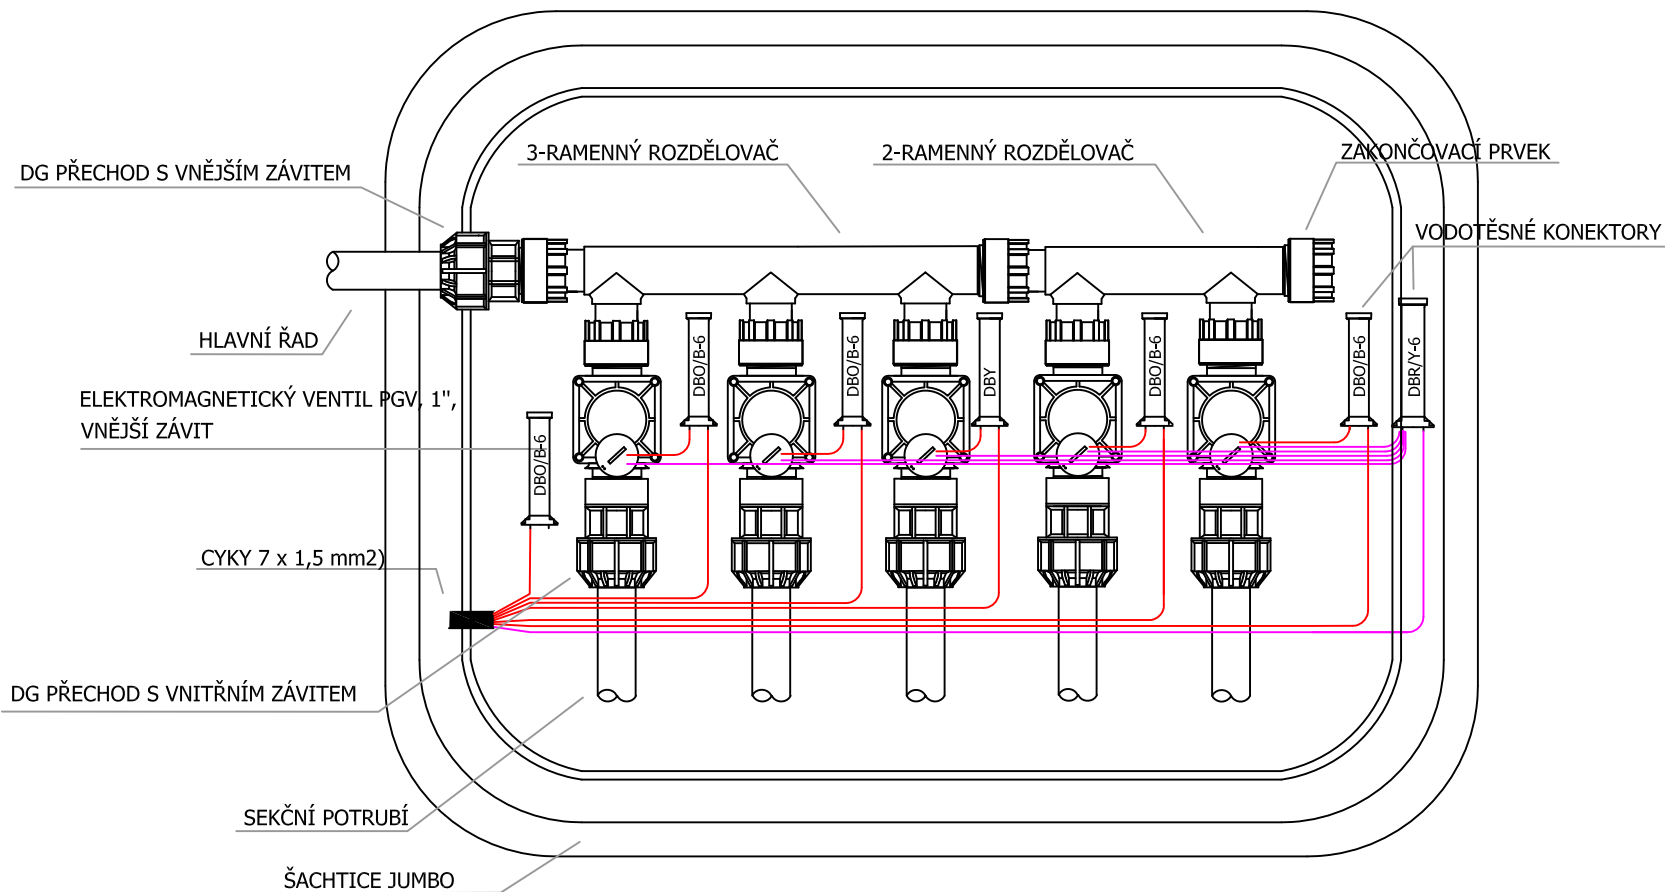 3-RAMENNÝ ROZDĚLOVAČ
2-RAMENNÝ ROZDĚLOVAČ
ZAKONČOVACÍ PRVEK
DG PŘECHOD S VNĚJŠÍM ZÁVITEM
VODOTĚSNÉ KONEKTORY
HLAVNÍ ŘAD
DBO/B-6
DBO/B-6
DBY
DBO/B-6
DBO/B-6
DBR/Y-6
ELEKTROMAGNETICKÝ VENTIL PGV, 1",
VNĚJŠÍ ZÁVIT
DBO/B-6
CYKY 7 x 1,5 mm2)
DG PŘECHOD S VNITŘNÍM ZÁVITEM
SEKČNÍ POTRUBÍ
ŠACHTICE JUMBO